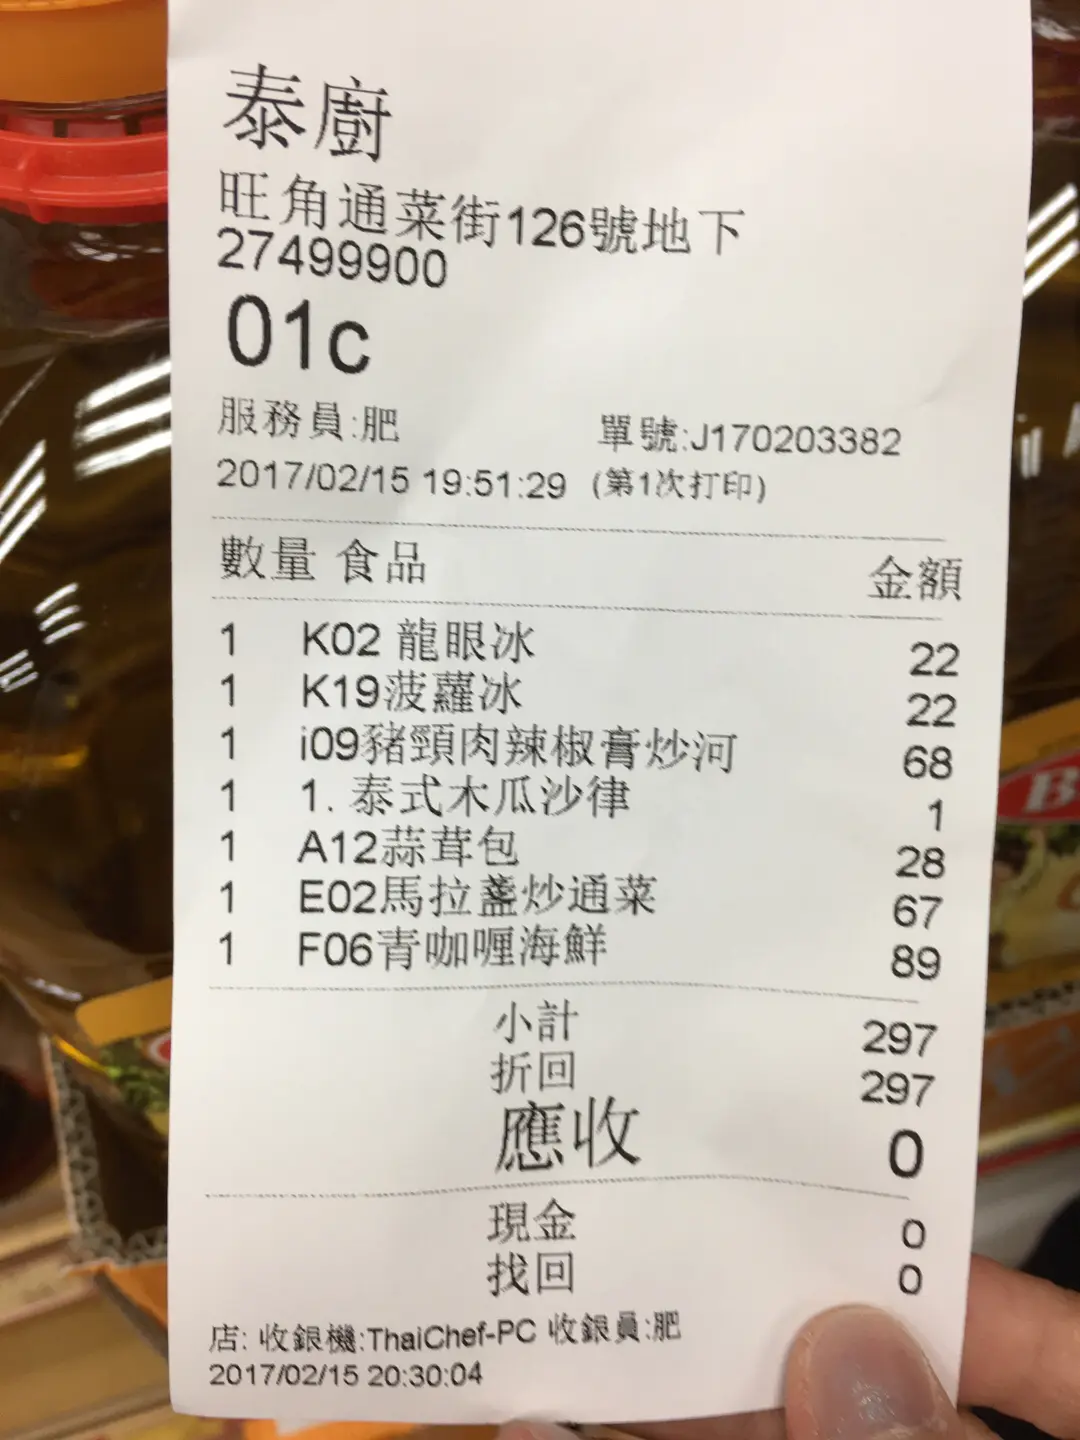 泰廚
旺角通菜街126號地下
27499900
01c
服務員:肥 單號:J170203382
2017/02/15 19:51:29 (第1次打印)
數量 食品 金額
1 K02 龍眼冰 22
1 K19菠蘿冰 22
1 i09豬頸肉辣椒膏炒河 68
1 1. 泰式木瓜沙律 1
1 A12蒜茸包 28
1 E02馬拉盞炒通菜 67
1 F06青咖喱海鮮 89
小計 297
折回 297
應收 0
現金 0
找回 0
店: 收銀機:ThaiChef-PC 收銀員:肥
2017/02/15 20:30:04